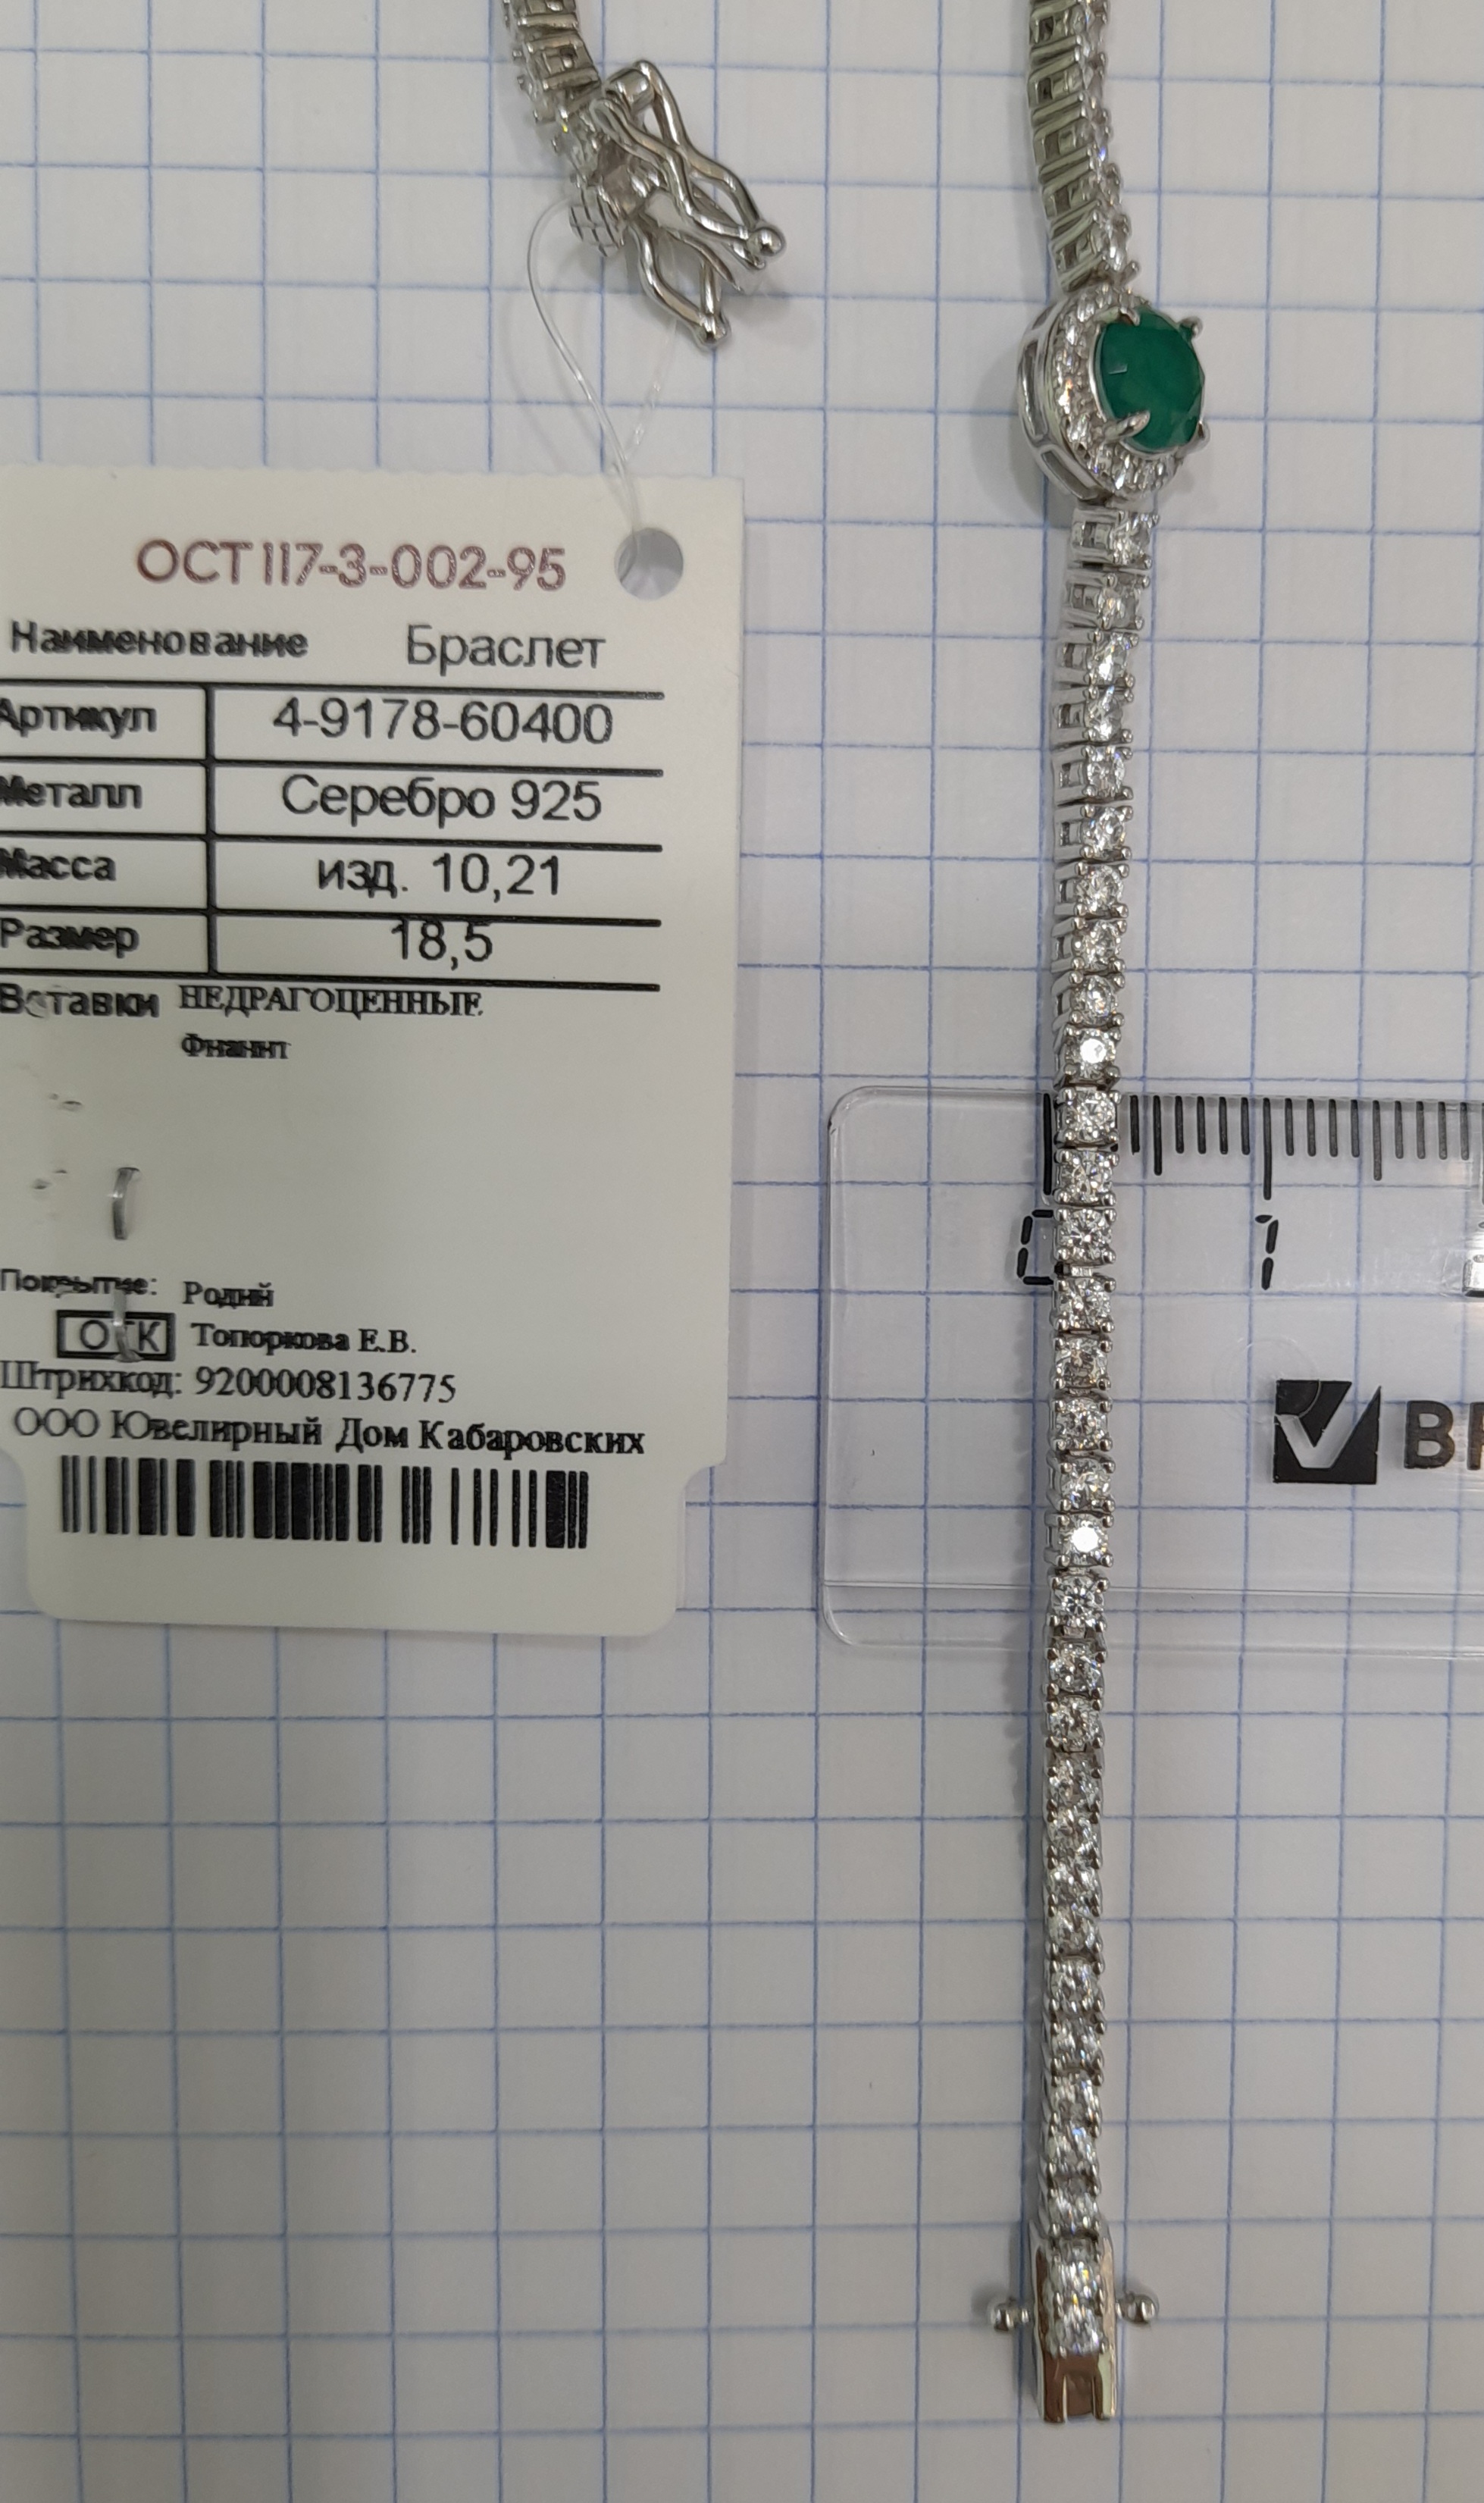 ОСТ 117-3-002-95
Наименование Браслет
Артикул 4-9178-60400
Металл Серебро 925
Масса изд. 10,21
Размер 18,5
Вставки НЕДРАГОЦЕННЫЕ
Фианит
0 1
Покрытие: Родий
ОТК Топоркова Е.В.
Штрихкод: 9200008136775
ООО Ювелирный Дом Кабаровских